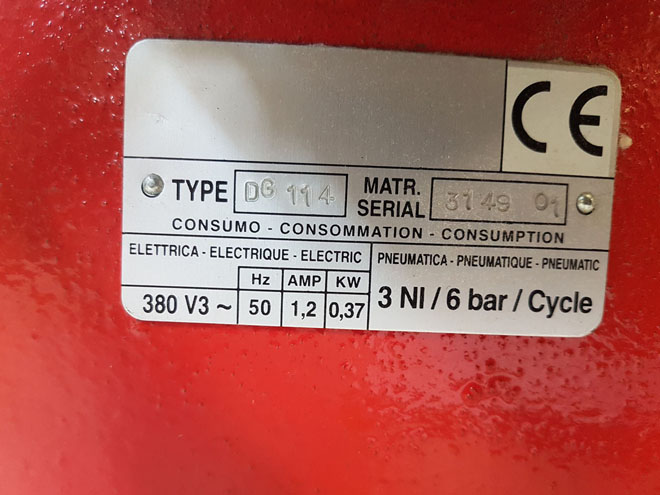 CE
TYPE DG 114 MATR. SERIAL 3149 01
CONSUMO - CONSOMMATION - CONSUMPTION
ELETTRICA - ELECTRIQUE - ELECTRIC
PNEUMATICA - PNEUMATIQUE - PNEUMATIC
Hz AMP KW
380 V3 ~ 50 1,2 0,37
3 Nl / 6 bar / Cycle